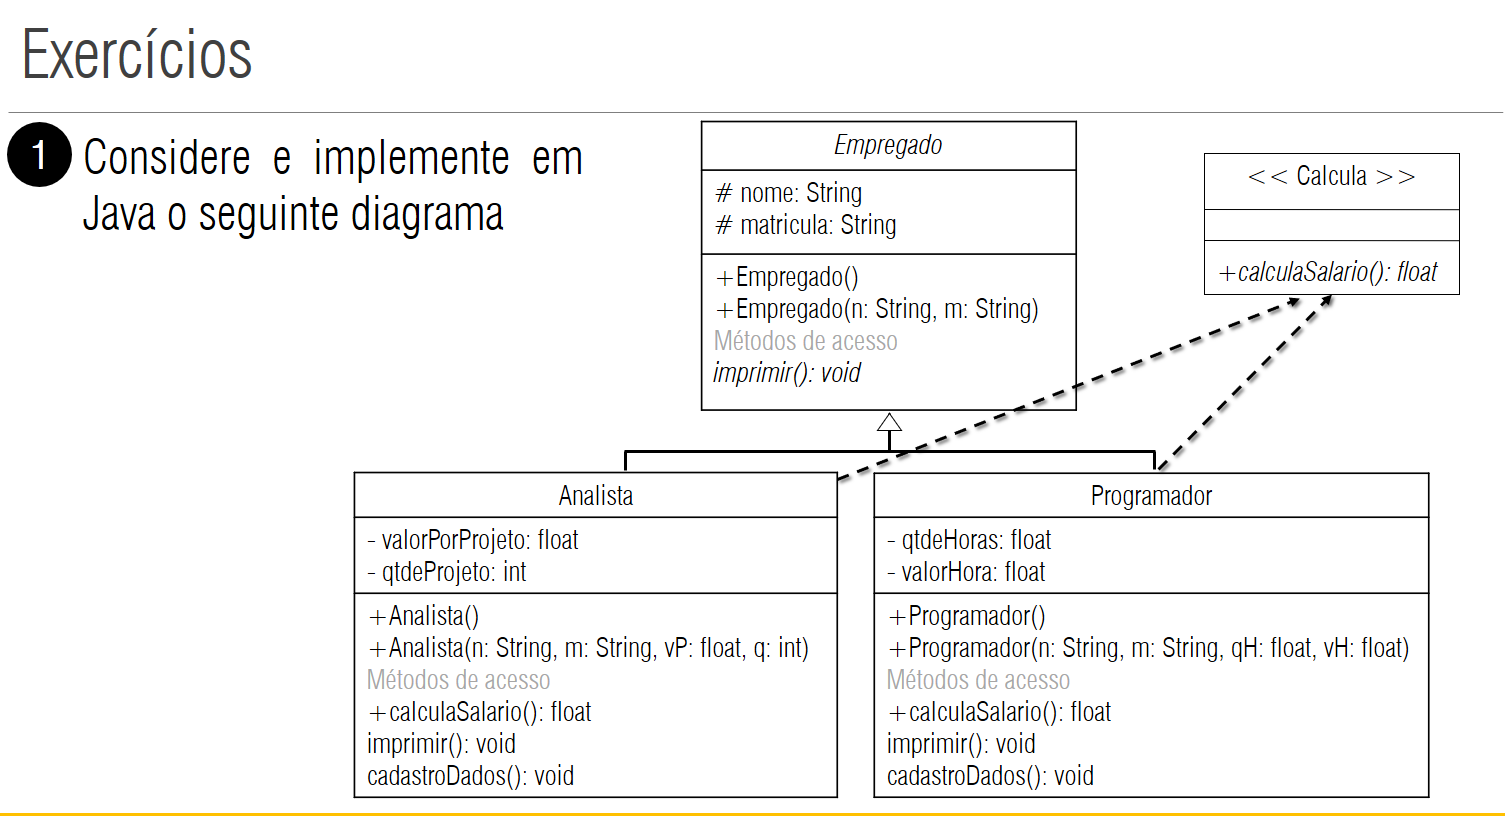 Exercícios
1
Considere e implemente em
Java o seguinte diagrama
Empregado
# nome: String
# matricula: String
+Empregado()
+Empregado(n: String, m: String)
Métodos de acesso
imprimir(): void
<< Calcula >>
+calculaSalario(): float
Analista
- valorPorProjeto: float
- qtdeProjeto: int
+Analista()
+Analista(n: String, m: String, vP: float, q: int)
Métodos de acesso
+calculaSalario(): float
imprimir(): void
cadastroDados(): void
Programador
- qtdeHoras: float
- valorHora: float
+Programador()
+Programador(n: String, m: String, qH: float, vH: float)
Métodos de acesso
+calculaSalario(): float
imprimir(): void
cadastroDados(): void